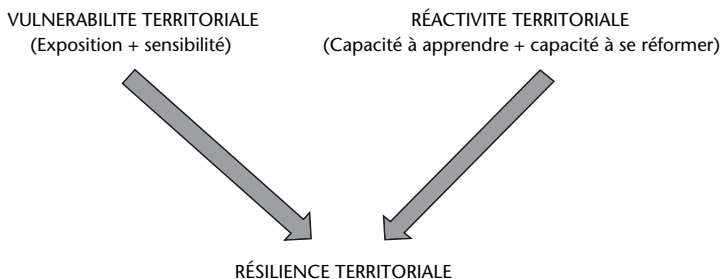 VULNERABILITE TERRITORIALE
(Exposition + sensibilité)
RÉACTIVITE TERRITORIALE
(Capacité à apprendre + capacité à se réformer)
RÉSILIENCE TERRITORIALE